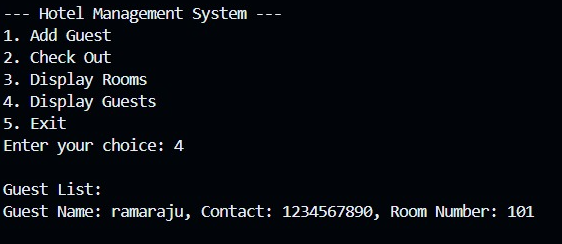 --- Hotel Management System ---
1. Add Guest
2. Check Out
3. Display Rooms
4. Display Guests
5. Exit
Enter your choice: 4
Guest List:
Guest Name: ramaraju, Contact: 1234567890, Room Number: 101